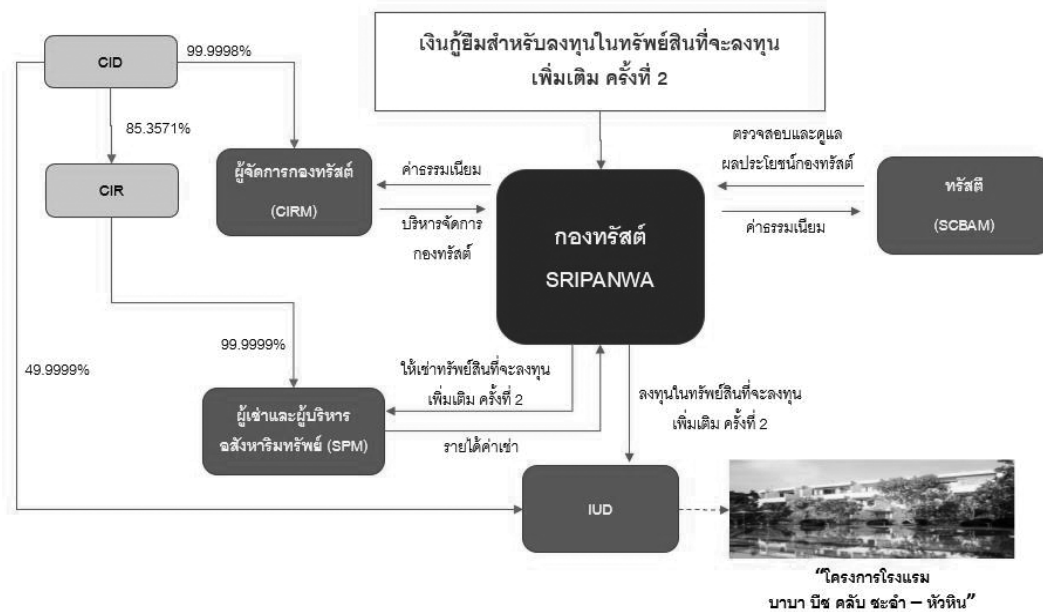 99.9998%
เงินกู้ยืมสำหรับลงทุนในทรัพย์สินที่จะลงทุน
เพิ่มเติม ครั้งที่ 2
CID
85.3571%
CIR
ผู้จัดการกองทรัสต์
(CIRM)
ค่าธรรมเนียม
บริหารจัดการ
กองทรัสต์
กองทรัสต์
SRIPANWA
ตรวจสอบและดูแล
ผลประโยชน์กองทรัสต์
ค่าธรรมเนียม
ทรัสตี
(SCBAM)
49.9999%
99.9999%
ให้เช่าทรัพย์สินที่จะลงทุน
เพิ่มเติม ครั้งที่ 2
ผู้เช่าและผู้บริหาร
อสังหาริมทรัพย์ (SPM)
รายได้ค่าเช่า
ลงทุนในทรัพย์สินที่จะลงทุน
เพิ่มเติม ครั้งที่ 2
IUD
“โครงการโรงแรม
บาบา บีช คลับ ชะอำ – หัวหิน”